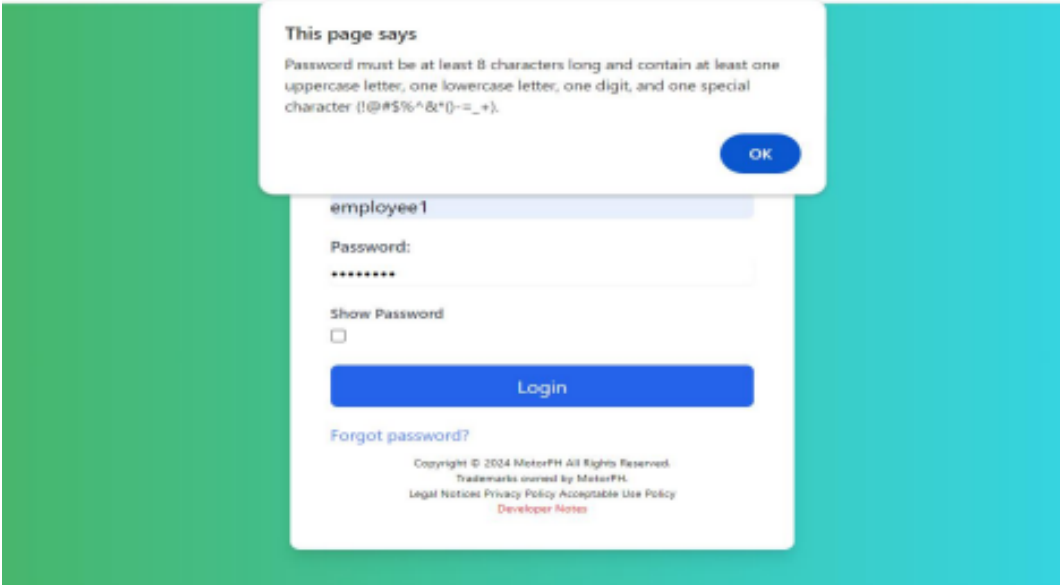 This page says
Password must be at least 8 characters long and contain at least one
uppercase letter, one lowercase letter, one digit, and one special
character (!@#$%^&*()-=_+).
OK
employee1
Password:
••••••••
Show Password
Login
Forgot password?
Copyright © 2024 MotorPH All Rights Reserved.
Trademarks owned by MotorPH.
Legal Notices Privacy Policy Acceptable Use Policy
Developer Notes